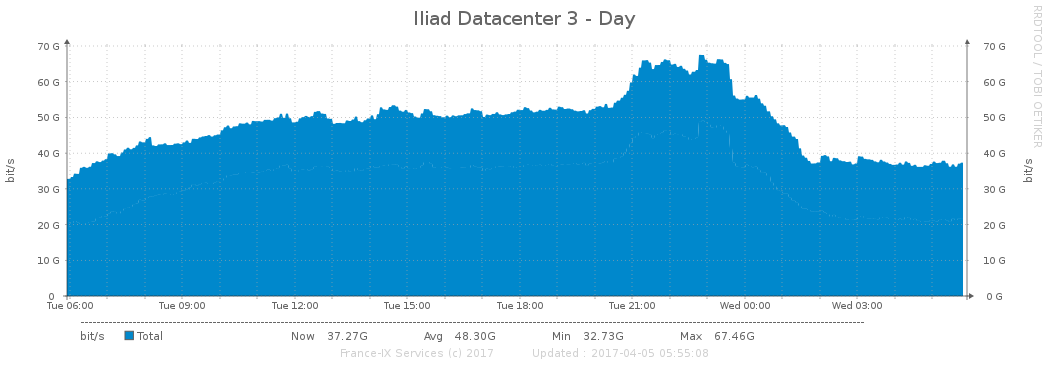 Iliad Datacenter 3 - Day
RRDTOOL / TOBI OETIKER
bit/s
bit/s
70 G 70 G
60 G 60 G
50 G 50 G
40 G 40 G
30 G 30 G
20 G 20 G
10 G 10 G
0 0 G
Tue 06:00 Tue 09:00 Tue 12:00 Tue 15:00 Tue 18:00 Tue 21:00 Wed 00:00 Wed 03:00
bit/s Total Now 37.27G Avg 48.30G Min 32.73G Max 67.46G
France-IX Services (c) 2017 Updated : 2017-04-05 05:55:08